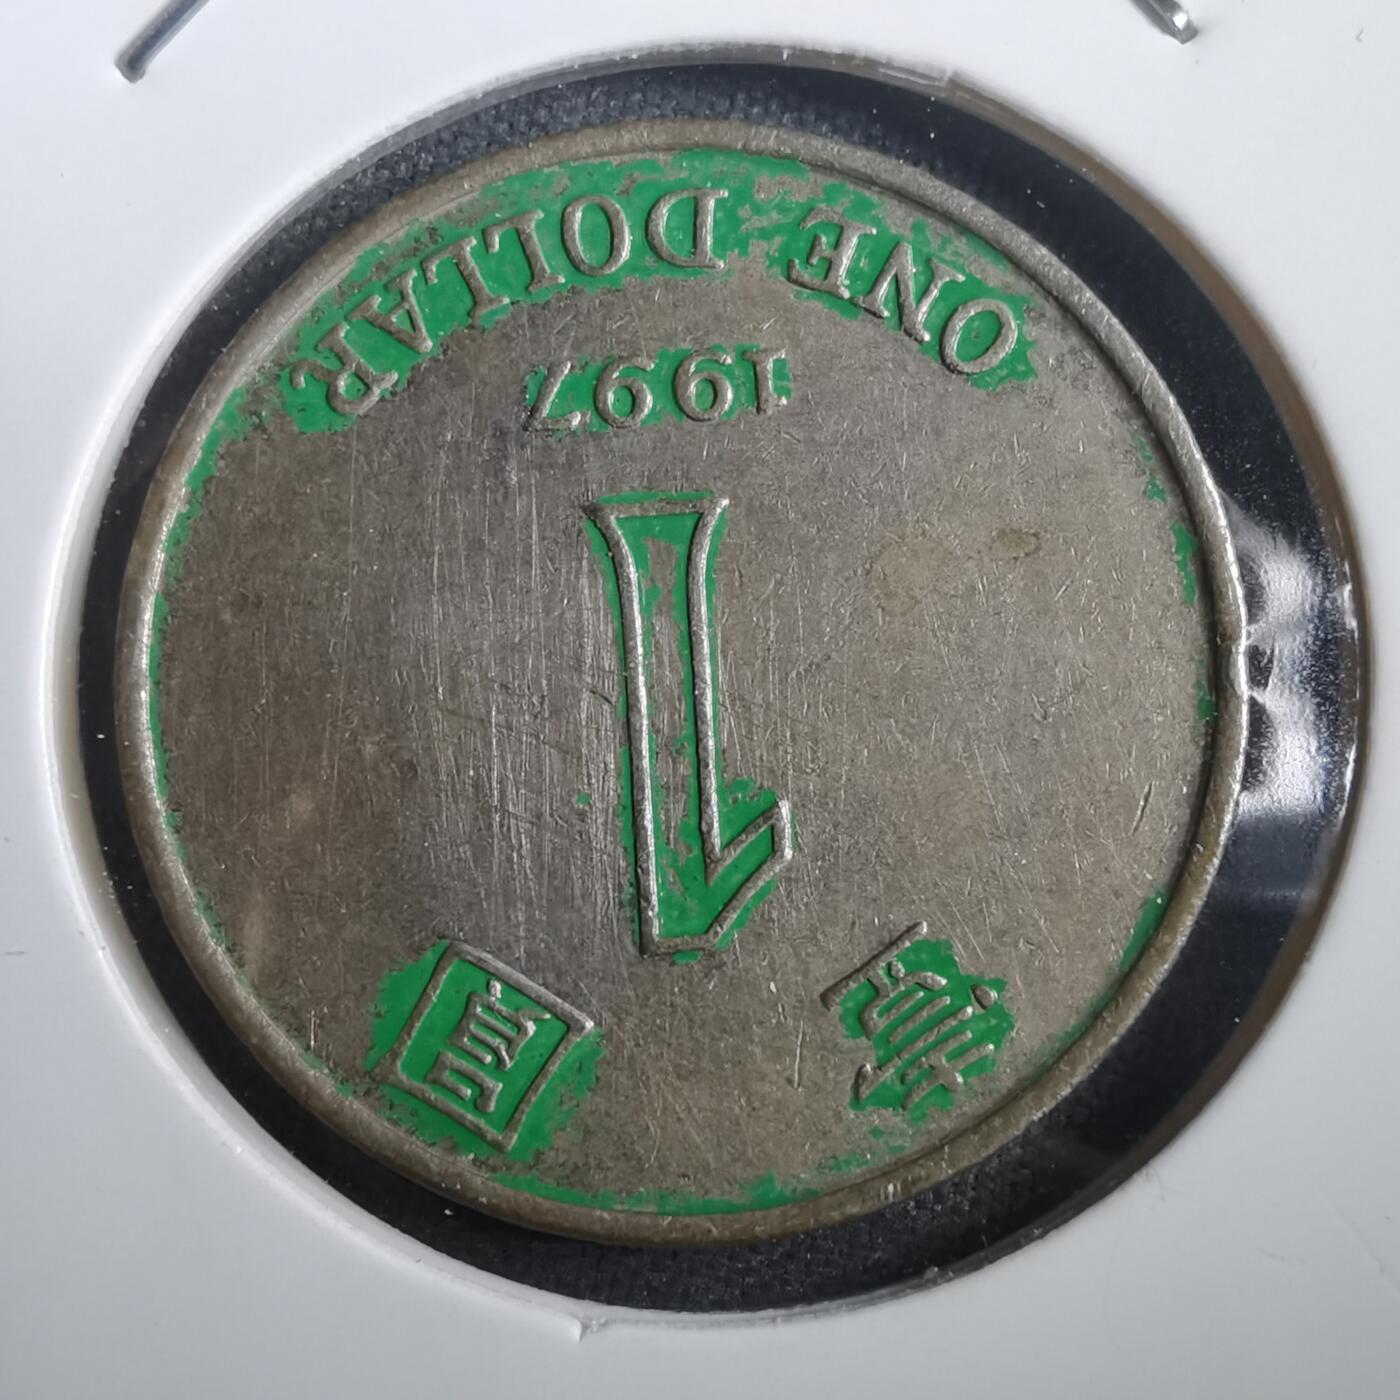 壹 圓
1
1997
ONE DOLLAR